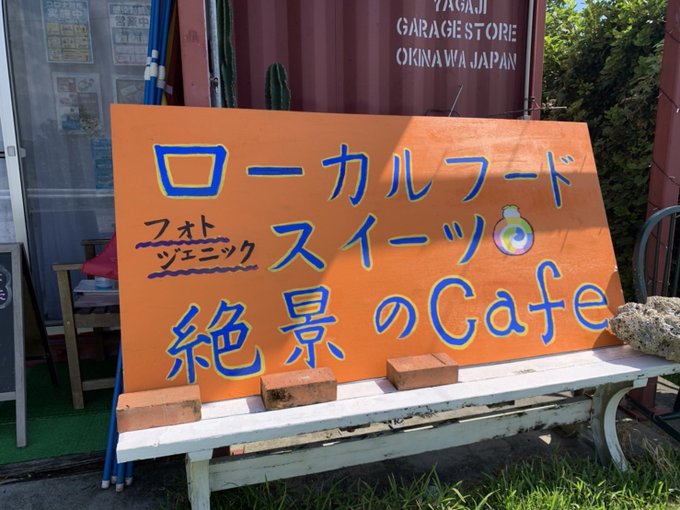 YAGAJI
GARAGE STORE
OKINAWA JAPAN
ローカルフード
フォト
ジェニック
スイーツ
絶景のCafe